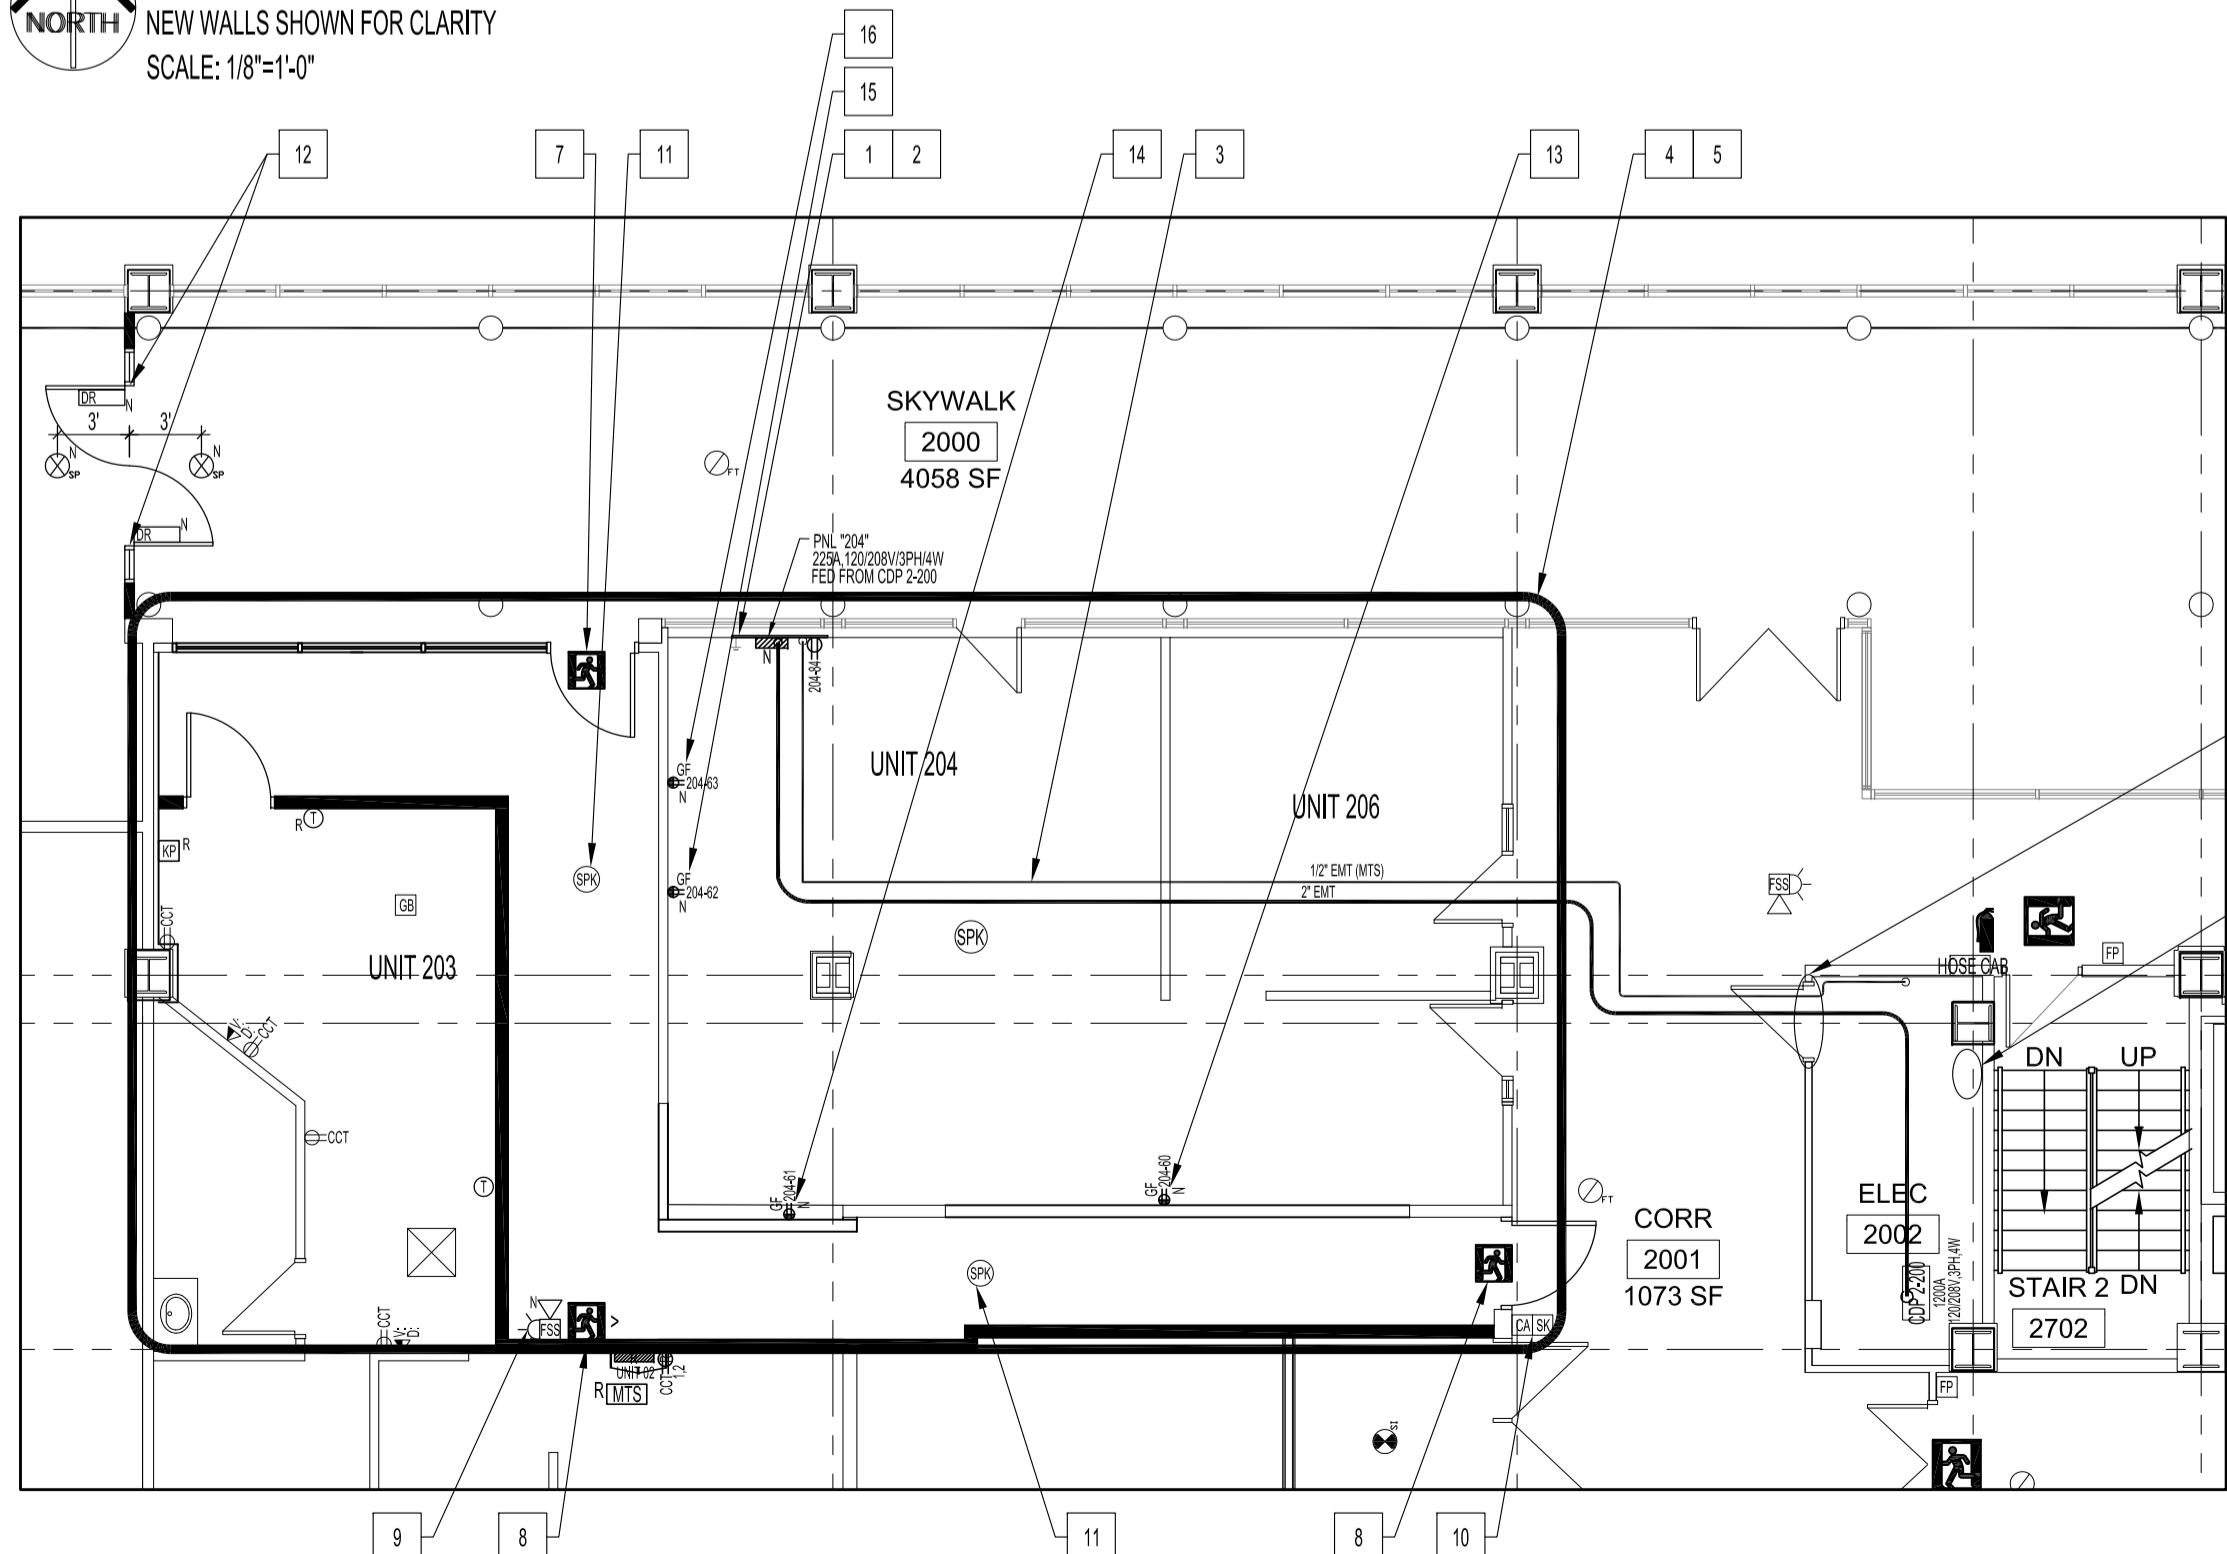 NORTH
NEW WALLS SHOWN FOR CLARITY
SCALE: 1/8"=1'-0"
16
15
12
7
11
1 2
14
3
13
4 5
DR
N
3' 3'
N
SP
N
SP
DR
N
SKYWALK
2000
4058 SF
FT
PNL "204"
225A,120/208V/3PH/4W
FED FROM CDP 2-200
N
204-84
UNIT 204
UNIT 206
GF
204-63
N
GF
204-62
N
R T
KP R
GB
SPK
SPK
CCT
UNIT 203
1/2" EMT (MTS)
2" EMT
FSS
HOSE CAB
FP
V:
D:
CCT
CCT
T
DN UP
GF
204-61
N
GF
204-60
N
FT
CORR
2001
1073 SF
ELEC
2002
CDP 2-200
1200A
120/208V,3PH,4W
STAIR 2 DN
2702
SPK
N
FSS
>
CCT
V:
D:
CA SK
R MTS
CCT
1,2
FP
SI
9
8
11
8
10